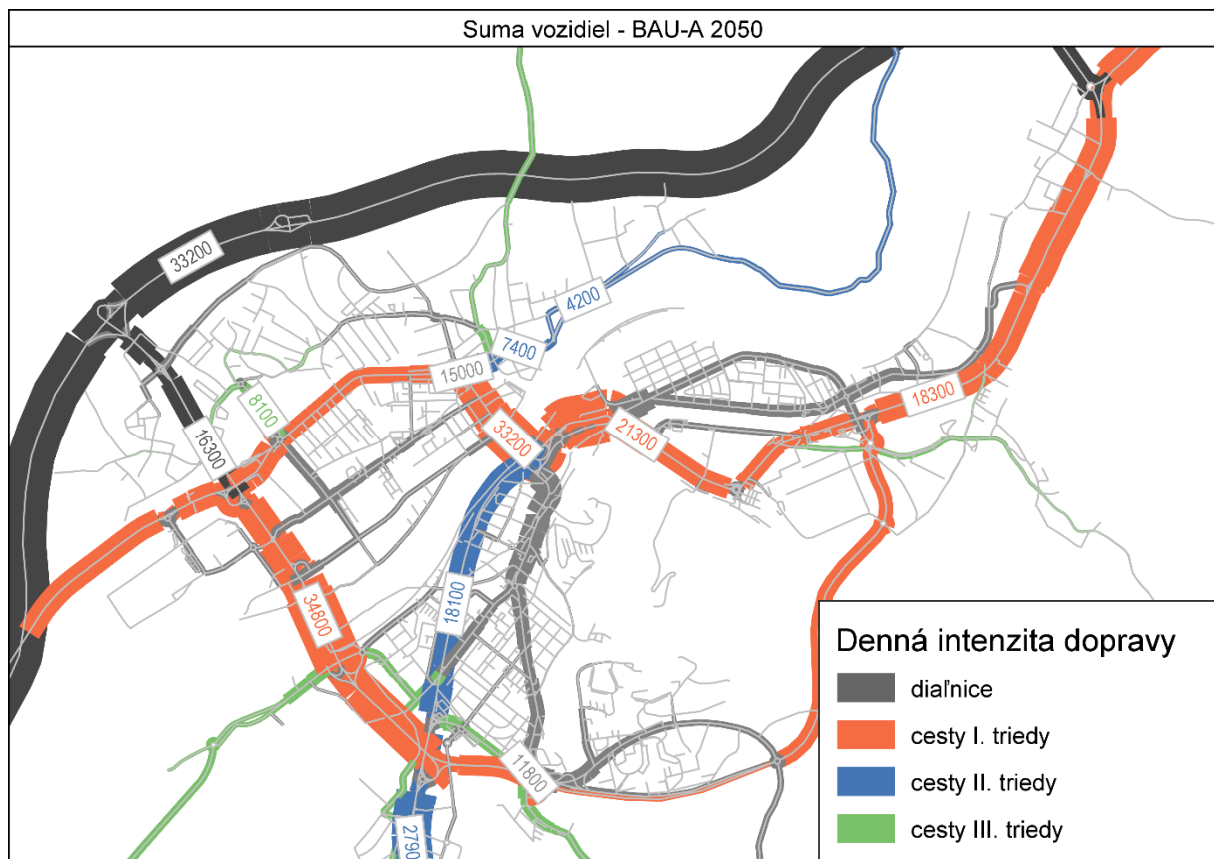 Suma vozidiel - BAU-A 2050
33200
4200
7400
15000
8100
18300
33200
21300
16300
18100
34800
11800
Denná intenzita dopravy
diaľnice
cesty I. triedy
cesty II. triedy
cesty III. triedy